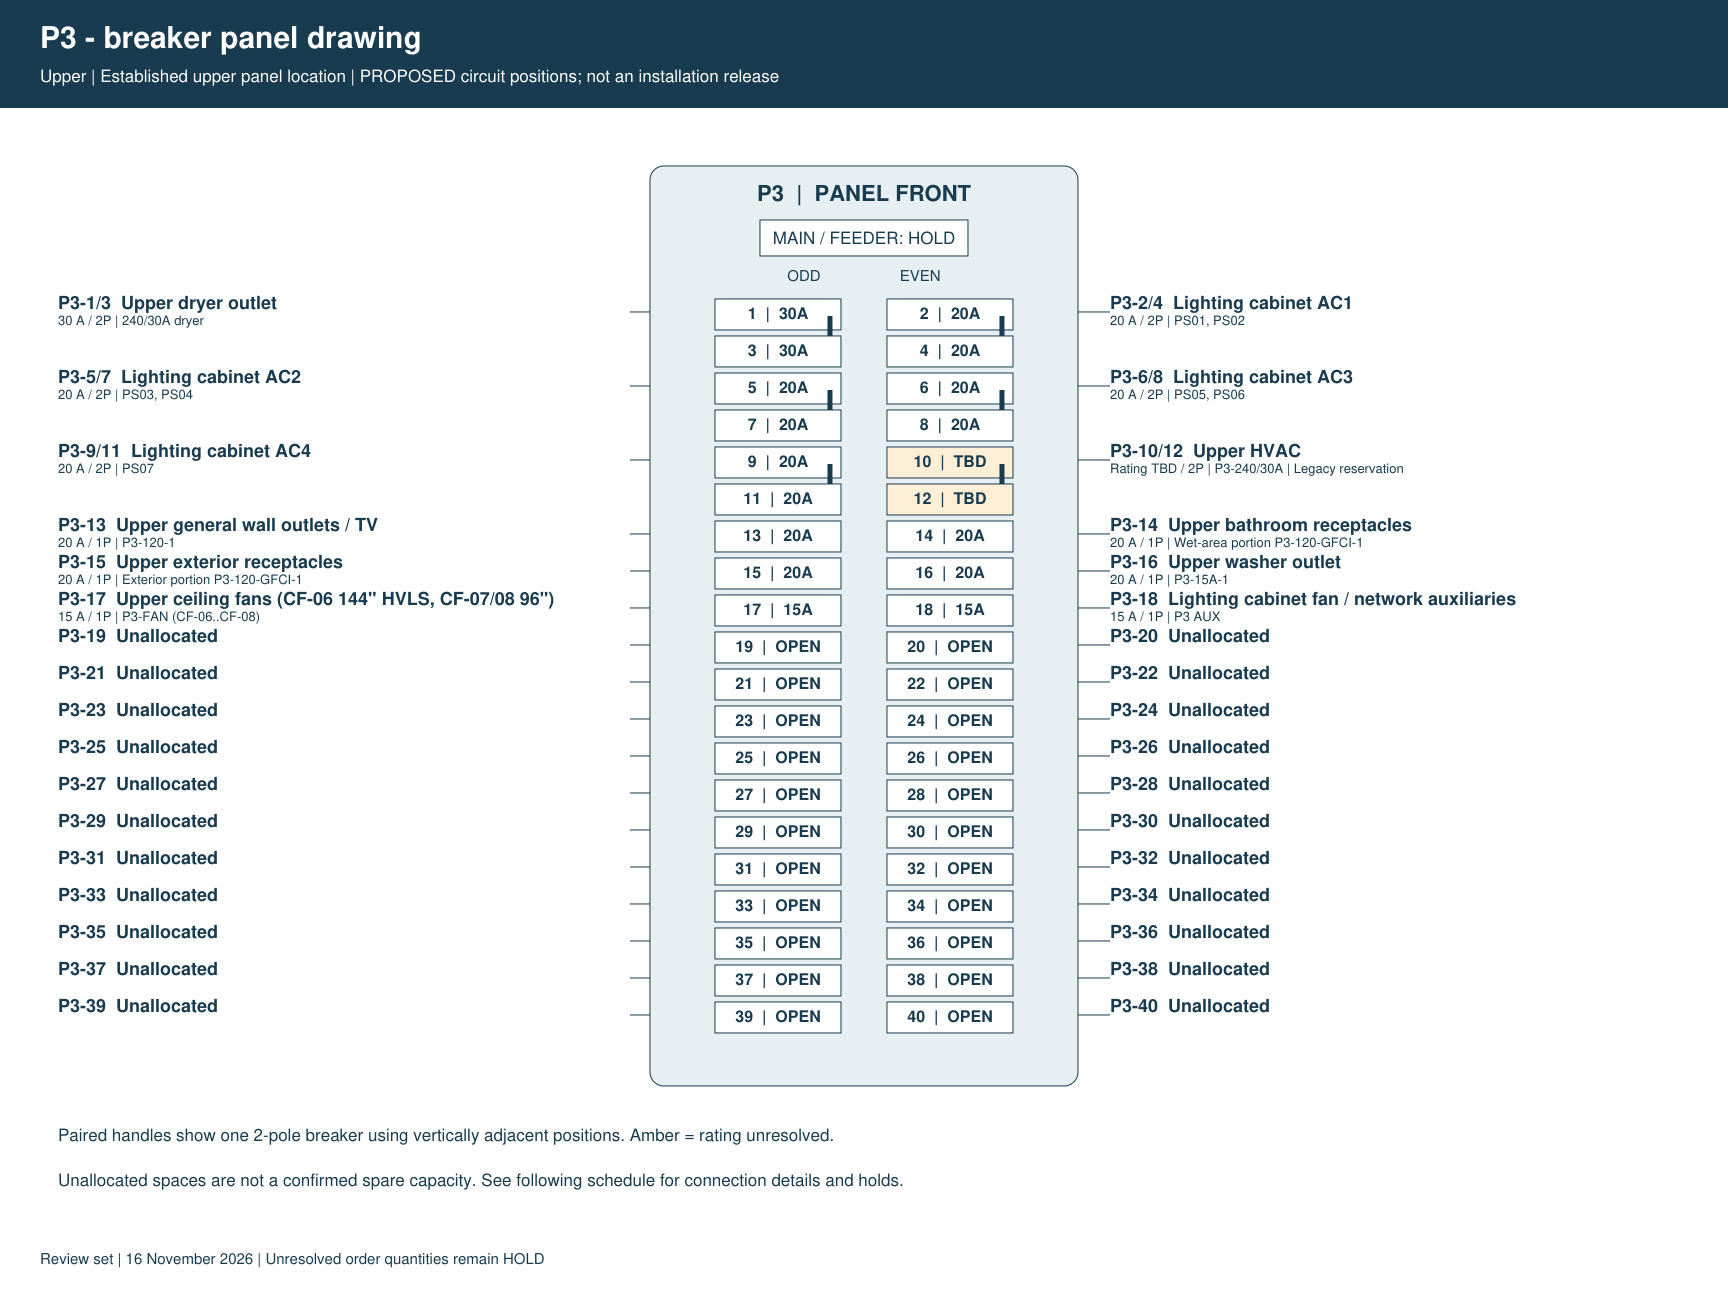 P3 - breaker panel drawing
Upper | Established upper panel location | PROPOSED circuit positions; not an installation release
P3 | PANEL FRONT
MAIN / FEEDER: HOLD
ODD
EVEN
P3-1/3 Upper dryer outlet
30 A / 2P | 240/30A dryer
1 | 30A
2 | 20A
P3-2/4 Lighting cabinet AC1
20 A / 2P | PS01, PS02
3 | 30A
4 | 20A
P3-5/7 Lighting cabinet AC2
20 A / 2P | PS03, PS04
5 | 20A
6 | 20A
P3-6/8 Lighting cabinet AC3
20 A / 2P | PS05, PS06
7 | 20A
8 | 20A
P3-9/11 Lighting cabinet AC4
20 A / 2P | PS07
9 | 20A
10 | TBD
P3-10/12 Upper HVAC
Rating TBD / 2P | P3-240/30A | Legacy reservation
11 | 20A
12 | TBD
P3-13 Upper general wall outlets / TV
20 A / 1P | P3-120-1
13 | 20A
14 | 20A
P3-14 Upper bathroom receptacles
20 A / 1P | Wet-area portion P3-120-GFCI-1
P3-15 Upper exterior receptacles
20 A / 1P | Exterior portion P3-120-GFCI-1
15 | 20A
16 | 20A
P3-16 Upper washer outlet
20 A / 1P | P3-15A-1
P3-17 Upper ceiling fans (CF-06 144" HVLS, CF-07/08 96")
15 A / 1P | P3-FAN (CF-06..CF-08)
17 | 15A
18 | 15A
P3-18 Lighting cabinet fan / network auxiliaries
15 A / 1P | P3 AUX
P3-19 Unallocated
19 | OPEN
20 | OPEN
P3-20 Unallocated
P3-21 Unallocated
21 | OPEN
22 | OPEN
P3-22 Unallocated
P3-23 Unallocated
23 | OPEN
24 | OPEN
P3-24 Unallocated
P3-25 Unallocated
25 | OPEN
26 | OPEN
P3-26 Unallocated
P3-27 Unallocated
27 | OPEN
28 | OPEN
P3-28 Unallocated
P3-29 Unallocated
29 | OPEN
30 | OPEN
P3-30 Unallocated
P3-31 Unallocated
31 | OPEN
32 | OPEN
P3-32 Unallocated
P3-33 Unallocated
33 | OPEN
34 | OPEN
P3-34 Unallocated
P3-35 Unallocated
35 | OPEN
36 | OPEN
P3-36 Unallocated
P3-37 Unallocated
37 | OPEN
38 | OPEN
P3-38 Unallocated
P3-39 Unallocated
39 | OPEN
40 | OPEN
P3-40 Unallocated
Paired handles show one 2-pole breaker using vertically adjacent positions. Amber = rating unresolved.
Unallocated spaces are not a confirmed spare capacity. See following schedule for connection details and holds.
Review set | 16 November 2026 | Unresolved order quantities remain HOLD